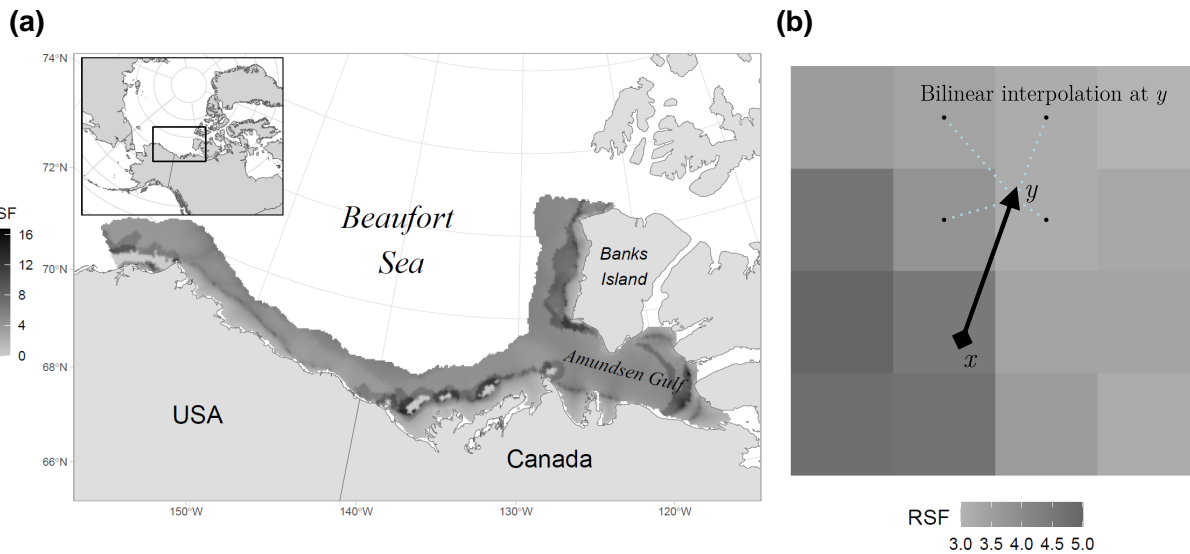 (a)
(b)
74°N
72°N
70°N
68°N
66°N
SF
16
12
8
4
0
Beaufort
Sea
Banks
Island
Amundsen Gulf
USA
Canada
150°W
140°W
130°W
120°W
Bilinear interpolation at y
y
x
RSF
3.0 3.5 4.0 4.5 5.0